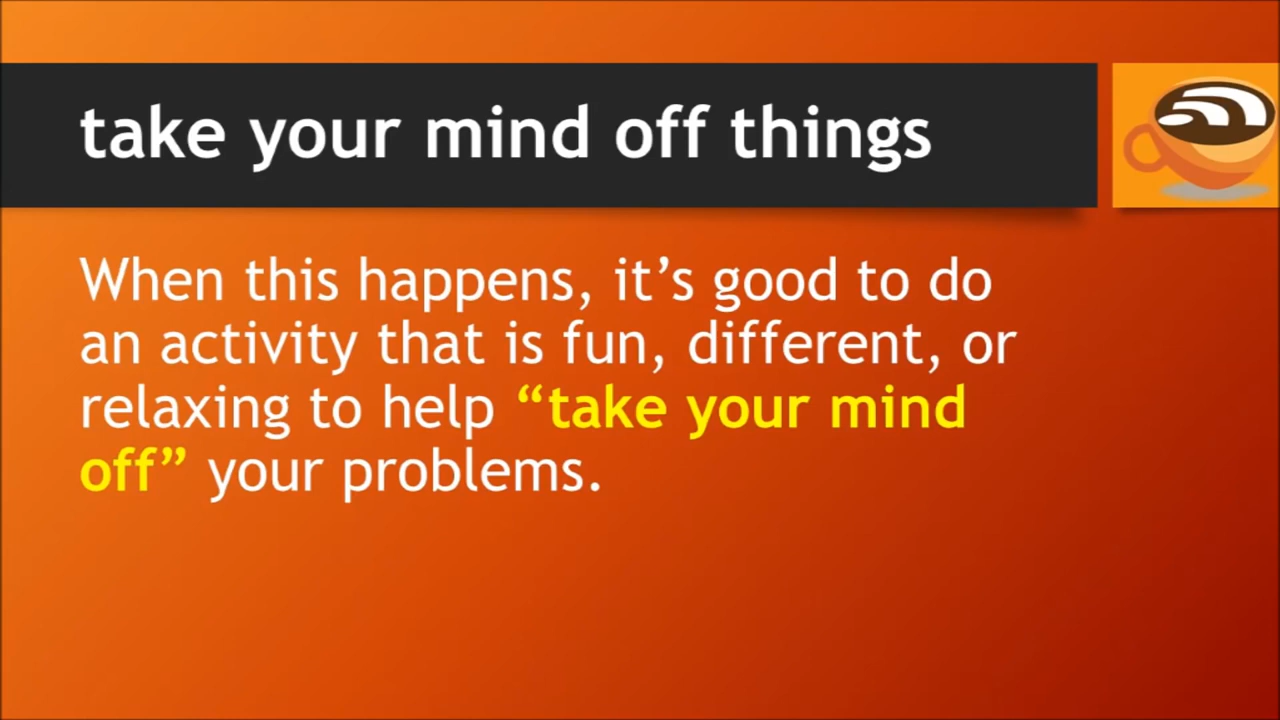 take your mind off things
When this happens, it’s good to do
an activity that is fun, different, or
relaxing to help “take your mind
off” your problems.